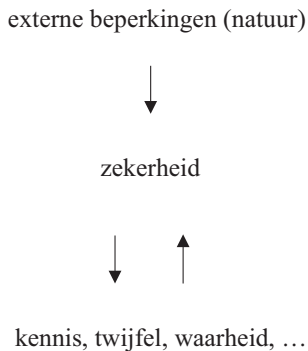 externe beperkingen (natuur)
zekerheid
kennis, twijfel, waarheid, …